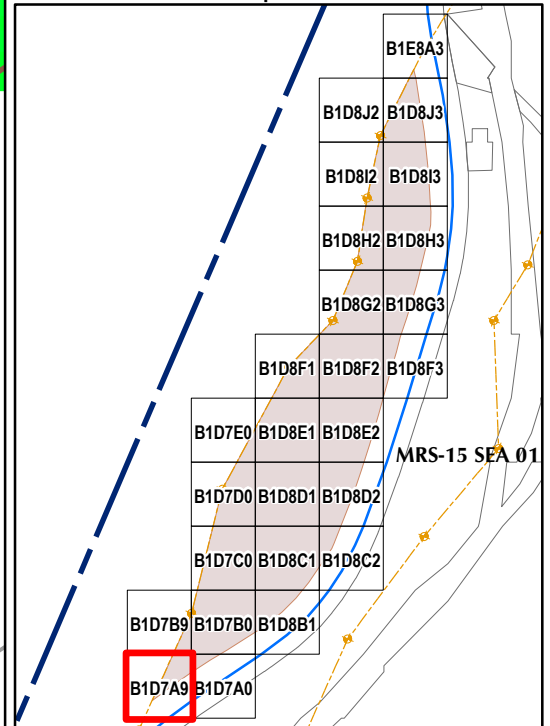 B1E8A3
B1D8J2 B1D8J3
B1D8I2 B1D8I3
B1D8H2 B1D8H3
B1D8G2 B1D8G3
B1D8F1 B1D8F2 B1D8F3
B1D7E0 B1D8E1 B1D8E2
MRS-15 SEA 01
B1D7D0 B1D8D1 B1D8D2
B1D7C0 B1D8C1 B1D8C2
B1D7B9 B1D7B0 B1D8B1
B1D7A9 B1D7A0